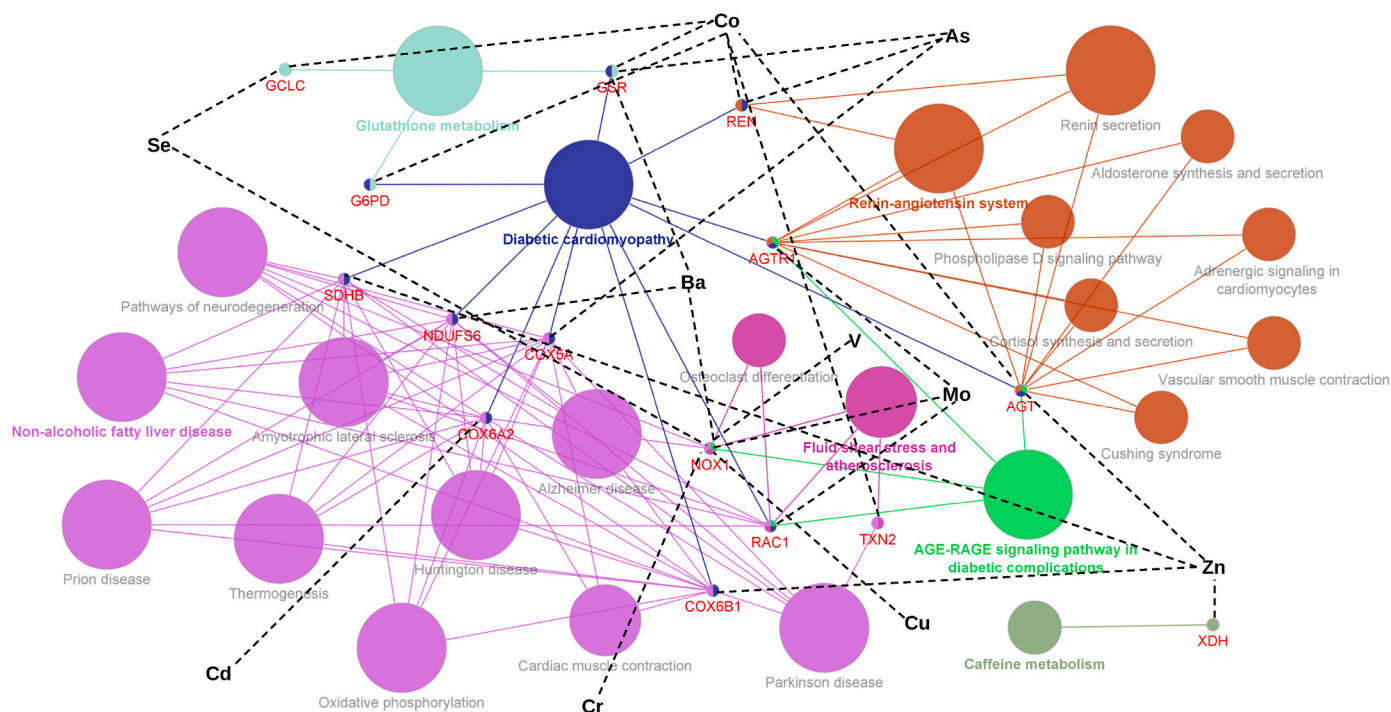 Co
As
GCLC
GSR
REN
Glutathione metabolism
Renin secretion
Se
Aldosterone synthesis and secretion
G6PD
Renin-angiotensin system
Diabetic cardiomyopathy
AGTR1
Phospholipase D signaling pathway
Adrenergic signaling in
cardiomyocytes
Pathways of neurodegeneration
SDHB
Ba
NDUFS6
COX5A
V
Cortisol synthesis and secretion
Osteoclast differentiation
Vascular smooth muscle contraction
Mo
AGT
Non-alcoholic fatty liver disease
Amyotrophic lateral sclerosis
COX6A2
Fluid shear stress and
atherosclerosis
NOX1
Cushing syndrome
Alzheimer disease
RAC1
TXN2
AGE-RAGE signaling pathway in
diabetic complications
Prion disease
Thermogenesis
Huntington disease
Zn
COX6B1
Cu
XDH
Caffeine metabolism
Cd
Cardiac muscle contraction
Parkinson disease
Oxidative phosphorylation
Cr